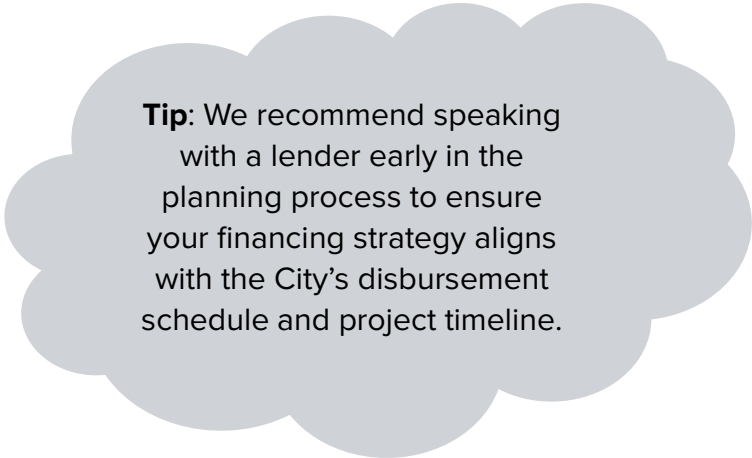 Tip: We recommend speaking
with a lender early in the
planning process to ensure
your financing strategy aligns
with the City’s disbursement
schedule and project timeline.